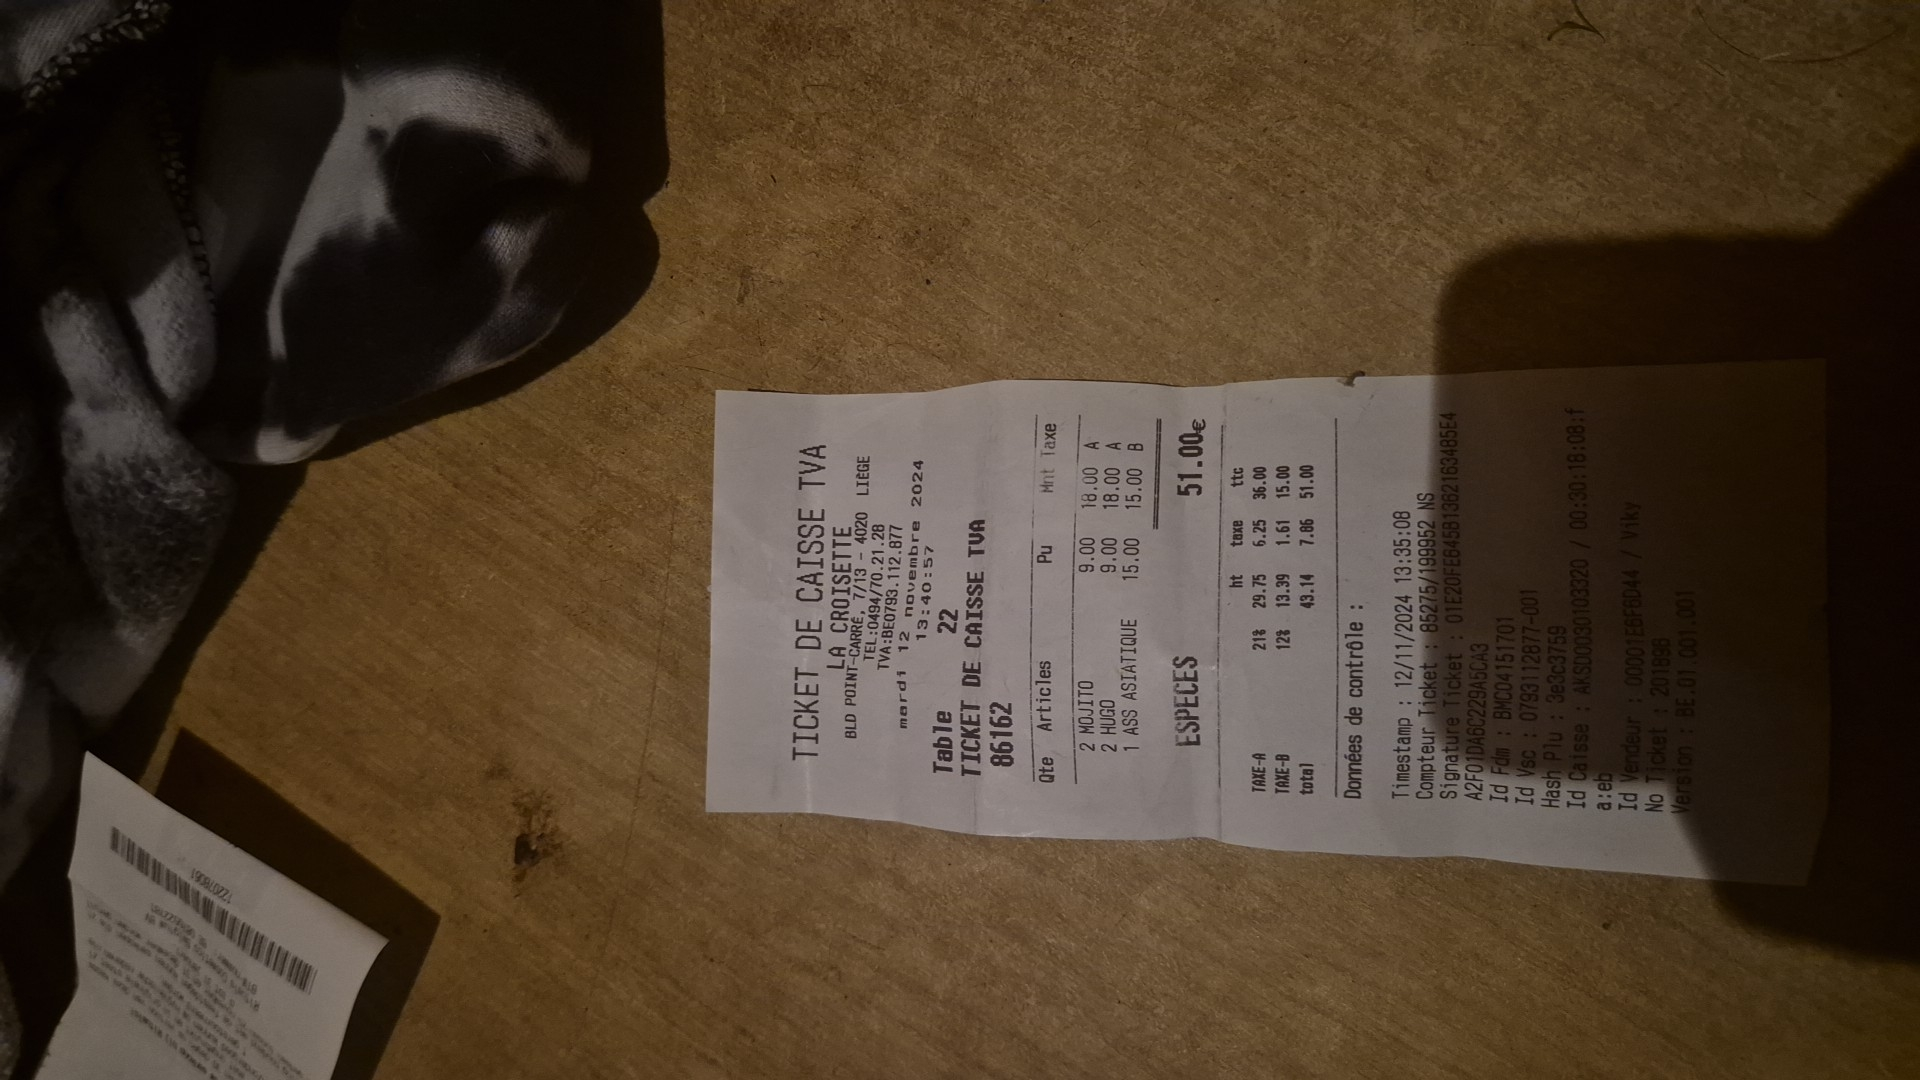 TICKET DE CAISSE TVA
LA CROISETTE
BLD POINT-CARRÉ, 7/13 - 4020 LIEGE
TEL:0494/70.21.28
TVA:BE0793.112.877
mardi 12 novembre 2024
13:40:57
Table 22
TICKET DE CAISSE TVA
86162
Qte Articles Pu Mnt Taxe
2 MOJITO 9.00 18.00 A
2 HUGO 9.00 18.00 A
1 ASS ASIATIQUE 15.00 15.00 B
ESPECES 51.00€
ht taxe ttc
TAXE-A 21% 29.75 6.25 36.00
TAXE-B 12% 13.39 1.61 15.00
total 43.14 7.86 51.00
Données de contrôle :
Timestamp : 12/11/2024 13:35:08
Compteur Ticket : 85275/199952 NS
Signature Ticket : 01E20FE645B13621634B5E4
A2F01DA6C229A5CA3
Id Fdm : BMC04151701
Id Vsc : 0793112877-001
Hash Plu : 3e3c3759
Id Caisse : AKSD0030103320 / 00:30:18:08:f
a:eb
Id Vendeur : 00001E6F6D44 / Viky
No Ticket : 201898
Version : BE.01.001.001
122078061